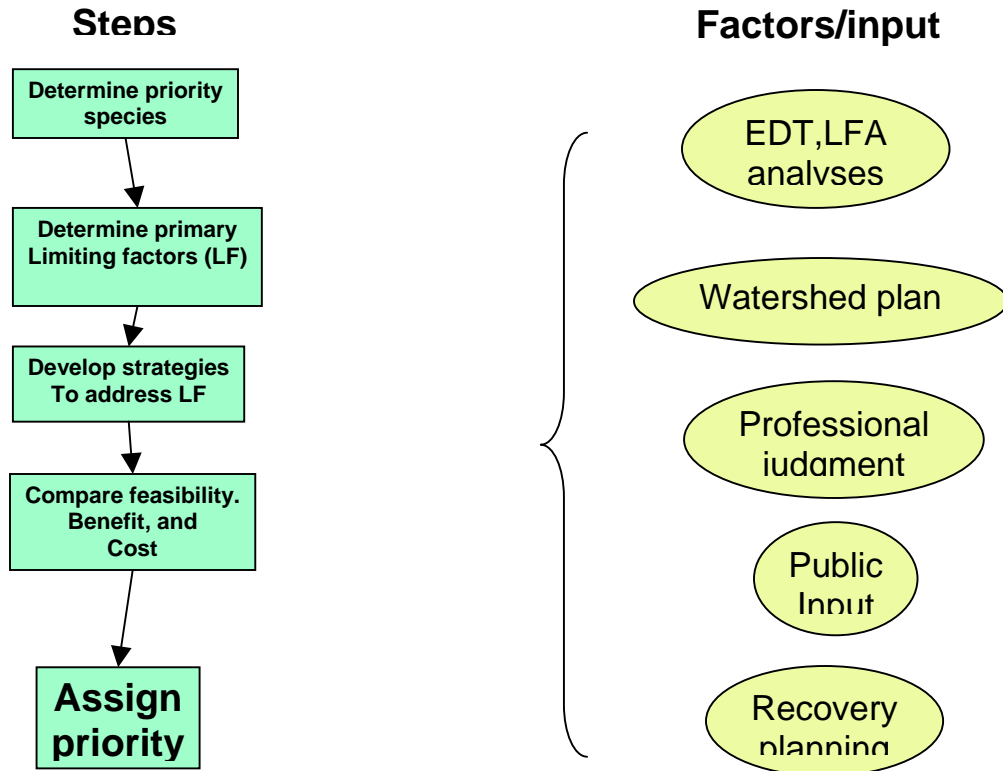 Steps
Determine priority
species
Determine primary
Limiting factors (LF)
Develop strategies
To address LF
Compare feasibility.
Benefit, and
Cost
Assign
priority
Factors/input
EDT,LFA
analyses
Watershed plan
Professional
judgment
Public
Input
Recovery
planning